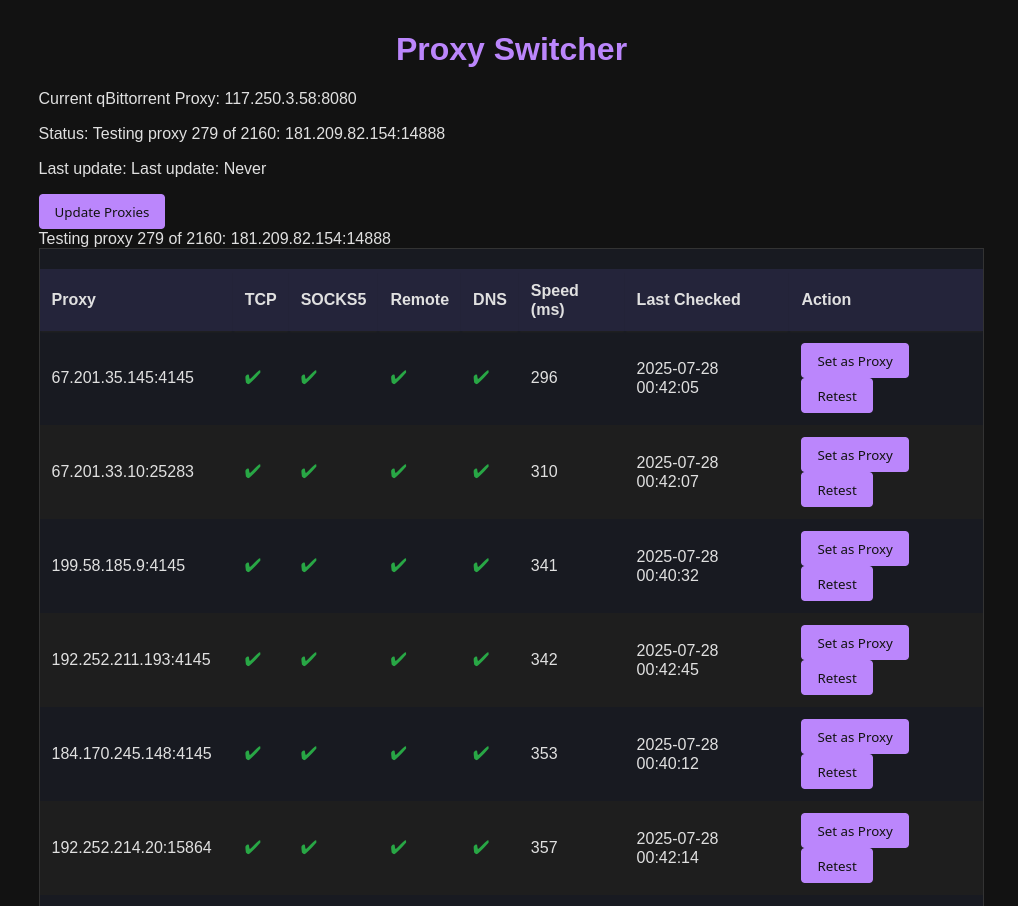 Proxy Switcher
Current qBittorrent Proxy: 117.250.3.58:8080
Status: Testing proxy 279 of 2160: 181.209.82.154:14888
Last update: Last update: Never
Update Proxies
Testing proxy 279 of 2160: 181.209.82.154:14888
Proxy TCP SOCKS5 Remote DNS Speed (ms) Last Checked Action
67.201.35.145:4145 ✔ ✔ ✔ ✔ 296 2025-07-28 00:42:05 Set as Proxy
Retest
67.201.33.10:25283 ✔ ✔ ✔ ✔ 310 2025-07-28 00:42:07 Set as Proxy
Retest
199.58.185.9:4145 ✔ ✔ ✔ ✔ 341 2025-07-28 00:40:32 Set as Proxy
Retest
192.252.211.193:4145 ✔ ✔ ✔ ✔ 342 2025-07-28 00:42:45 Set as Proxy
Retest
184.170.245.148:4145 ✔ ✔ ✔ ✔ 353 2025-07-28 00:40:12 Set as Proxy
Retest
192.252.214.20:15864 ✔ ✔ ✔ ✔ 357 2025-07-28 00:42:14 Set as Proxy
Retest